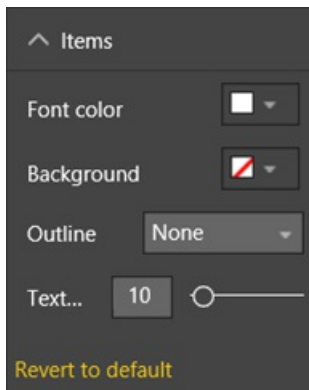 Items
Font color
Background
Outline None
Text... 10
Revert to default